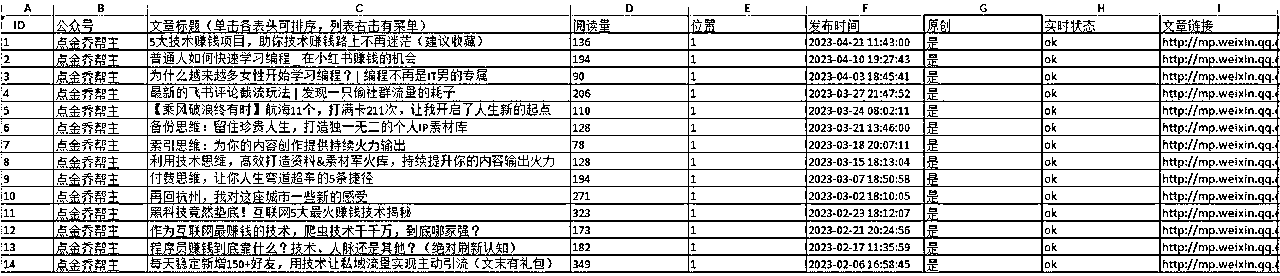 A B C D E F G H I
ID 公众号 文章标题（单击各表头可排序，列表右击有菜单） 阅读量 位置 发布时间 原创 实时状态 文章链接
1 点金乔帮主 5大技术赚钱项目，助你技术赚钱路上不再迷茫（建议收藏） 136 1 2023-04-21 11:43:00 是 ok http://mp.weixin.qq.
2 点金乔帮主 普通人如何快速学习编程_在小红书赚钱的机会 194 1 2023-04-10 19:27:43 是 ok http://mp.weixin.qq.
3 点金乔帮主 为什么越来越多女性开始学习编程？| 编程不再是IT男的专属 90 1 2023-04-03 18:45:41 是 ok http://mp.weixin.qq.
4 点金乔帮主 最新的飞书评论截流玩法 | 发现一只偷社群流量的耗子 206 1 2023-03-27 21:47:52 是 ok http://mp.weixin.qq.
5 点金乔帮主 【乘风破浪终有时】航海11个，打满卡211次，让我开启了人生新的起点 110 1 2023-03-24 08:02:11 是 ok http://mp.weixin.qq.
6 点金乔帮主 备份思维：留住珍贵人生，打造独一无二的个人IP素材库 128 1 2023-03-21 13:46:00 是 ok http://mp.weixin.qq.
7 点金乔帮主 索引思维：为你的内容创作提供持续火力输出 78 1 2023-03-18 20:07:11 是 ok http://mp.weixin.qq.
8 点金乔帮主 利用技术思维，高效打造资料&素材军火库，持续提升你的内容输出火力 128 1 2023-03-15 18:13:04 是 ok http://mp.weixin.qq.
9 点金乔帮主 付费思维，让你人生弯道超车的5条捷径 194 1 2023-03-07 18:50:58 是 ok http://mp.weixin.qq.
10 点金乔帮主 再回杭州，我对这座城市一些新的感受 271 1 2023-03-02 18:10:05 是 ok http://mp.weixin.qq.
11 点金乔帮主 黑科技竟然垫底！互联网5大最火赚钱技术揭秘 323 1 2023-02-23 18:12:07 是 ok http://mp.weixin.qq.
12 点金乔帮主 作为互联网最赚钱的技术，爬虫技术千千万，到底哪家强？ 173 1 2023-02-21 20:24:56 是 ok http://mp.weixin.qq.
13 点金乔帮主 程序员赚钱到底靠什么？技术、人脉还是其他？（绝对刷新认知） 182 1 2023-02-17 11:35:59 是 ok http://mp.weixin.qq.
14 点金乔帮主 每天稳定新增150+好友，用技术让私域流量实现主动引流（文末有礼包） 349 1 2023-02-06 16:58:45 是 ok http://mp.weixin.qq.